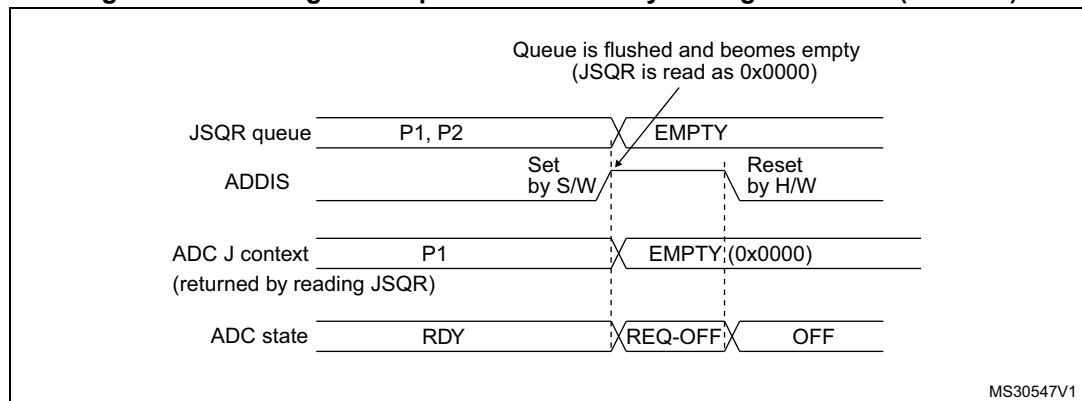 Queue is flushed and beomes empty
(JSQR is read as 0x0000)
JSQR queue P1, P2 EMPTY
ADDIS Set by S/W Reset by H/W
ADC J context P1 EMPTY (0x0000)
(returned by reading JSQR)
ADC state RDY REQ-OFF OFF
MS30547V1